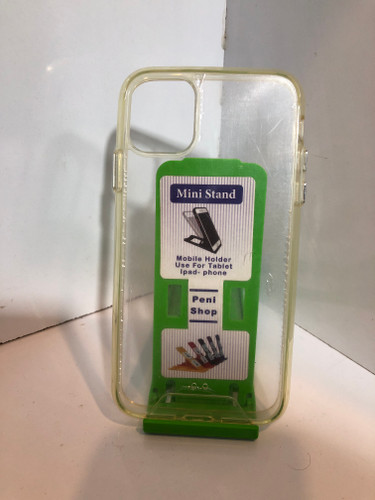 Mini Stand
Mobile Holder
Use For Tablet
Ipad- phone
Peni
Shop